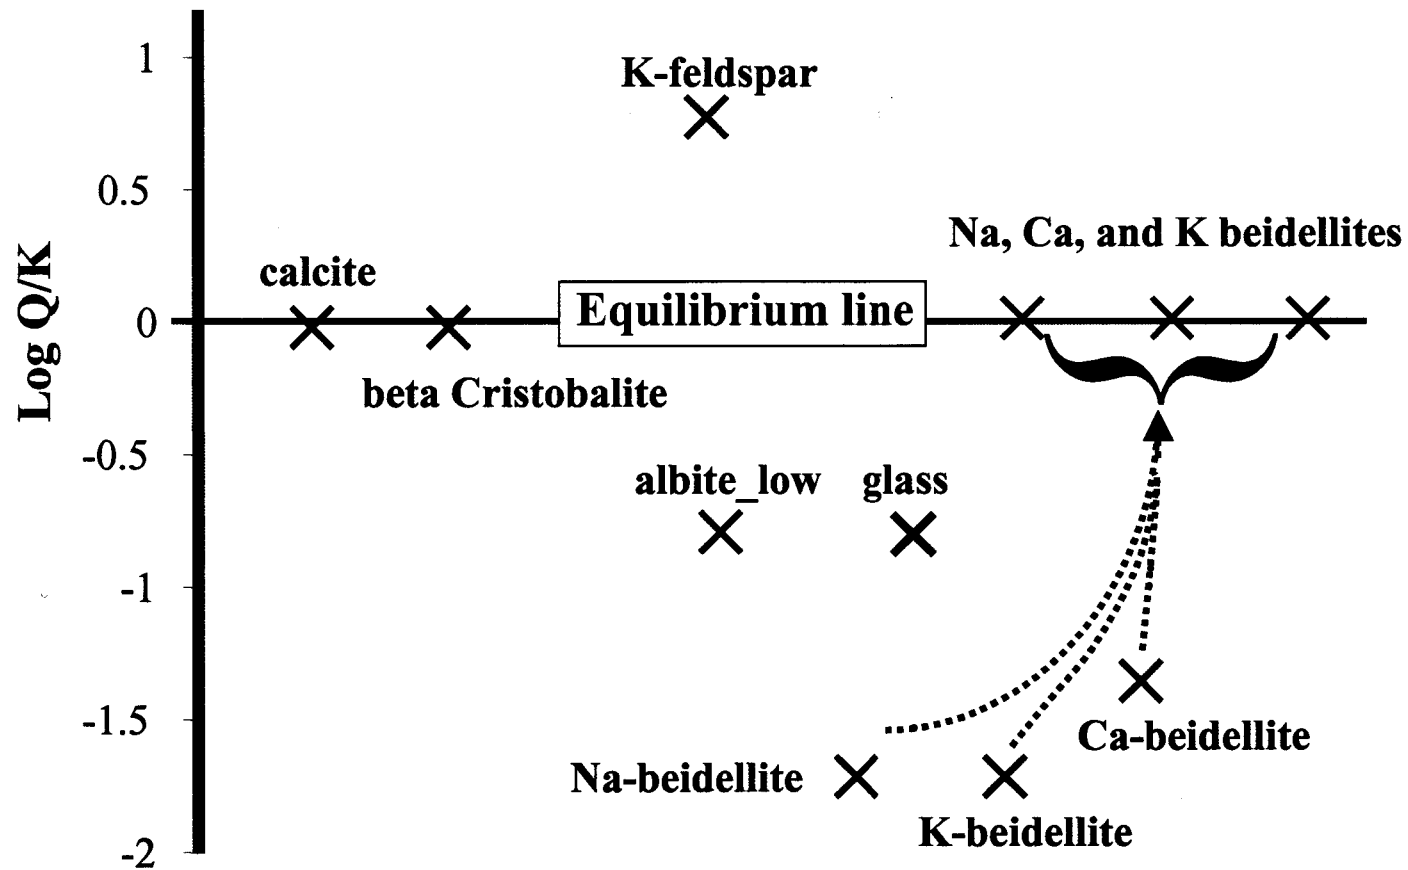 1
K-feldspar
0.5
Na, Ca, and K beidellites
calcite
Equilibrium line
0
Log Q/K
beta Cristobalite
-0.5
albite_low glass
-1
-1.5
Ca-beidellite
Na-beidellite
K-beidellite
-2